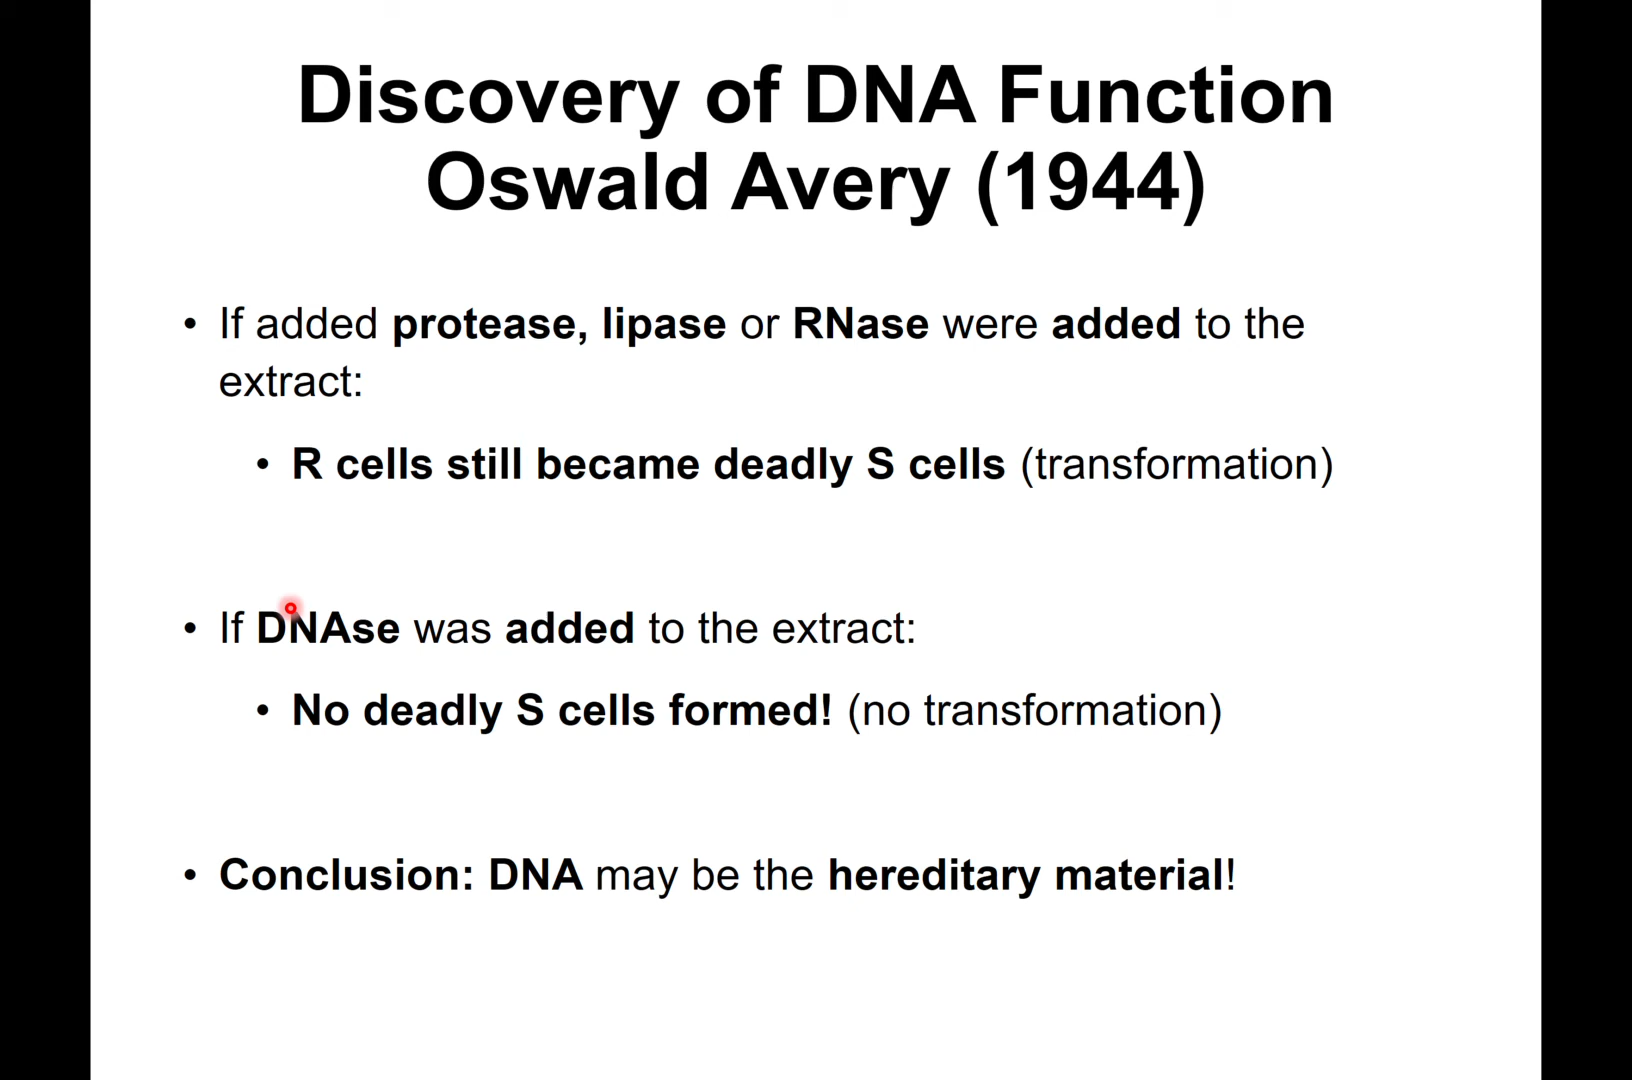 Discovery of DNA Function
Oswald Avery (1944)
• If added protease, lipase or RNase were added to the
extract:
• R cells still became deadly S cells (transformation)
• If DNAse was added to the extract:
• No deadly S cells formed! (no transformation)
• Conclusion: DNA may be the hereditary material!